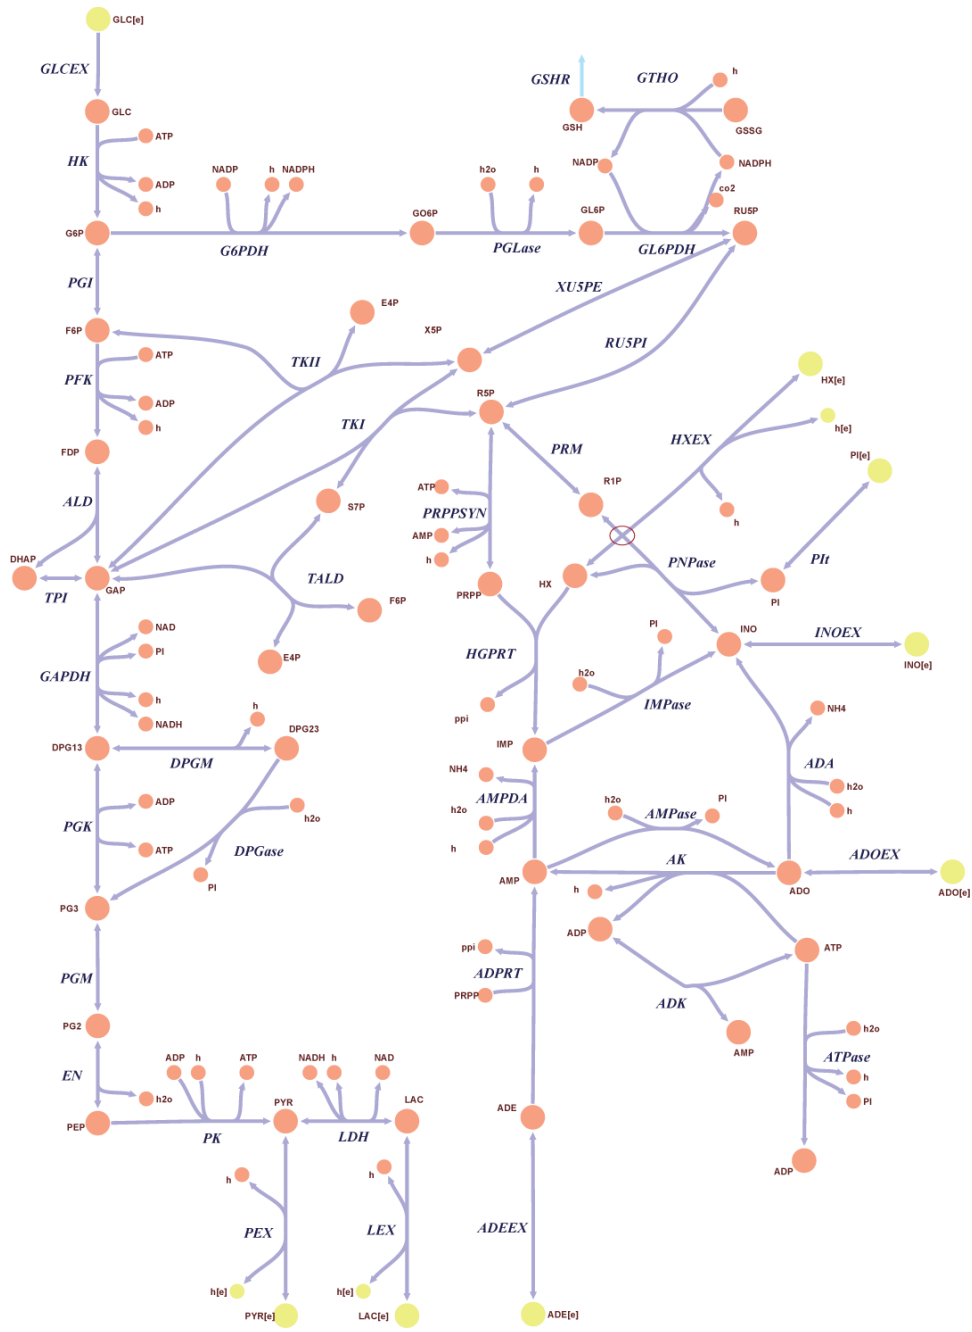 GLC[e]
GLCEX
GSHR
GTHO
h
GLC
GSH
GSSG
ATP
HK
NADP
NADPH
ADP
NADP
h
NADPH
h2o
h
co2
h
G6P
GO6P
GL6P
RU5P
G6PDH
PGLase
GL6PDH
PGI
XU5PE
E4P
F6P
X5P
RU5PI
TKII
ATP
PFK
HX[e]
R5P
ADP
h[e]
h
TKI
HXEX
FDP
PRM
PI[e]
ALD
ATP
R1P
S7P
PRPPSYN
h
AMP
DHAP
h
PIt
PNPase
TPI
GAP
TALD
PRPP
HX
PI
F6P
NAD
PI
INO
INOEX
PI
HGPRT
E4P
INO[e]
GAPDH
h2o
h
IMPase
ppi
NH4
h
NADH
DPG23
DPG13
IMP
DPGM
ADA
NH4
h2o
ADP
AMPDA
h2o
h2o
AMPase
PI
h
PGK
h2o
DPGase
ATP
h
AK
ADOEX
PI
AMP
ADO
ADO[e]
h
PG3
ADP
ppi
ATP
PGM
ADPRT
PRPP
ADK
PG2
h2o
AMP
ATPase
ADP
h
ATP
NADH
h
NAD
EN
h
h2o
PI
PYR
LAC
ADE
PEP
PK
LDH
ADP
h
h
PEX
LEX
ADEEX
h[e]
h[e]
PYR[e]
LAC[e]
ADE[e]